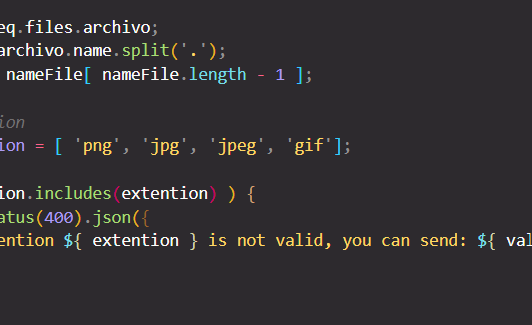 eq.files.archivo;
archivo.name.split('.');
nameFile[ nameFile.length - 1 ];
ion
ion = [ 'png', 'jpg', 'jpeg', 'gif'];
ion.includes(extention) ) {
atus(400).json({
ention ${ extention } is not valid, you can send: ${ val